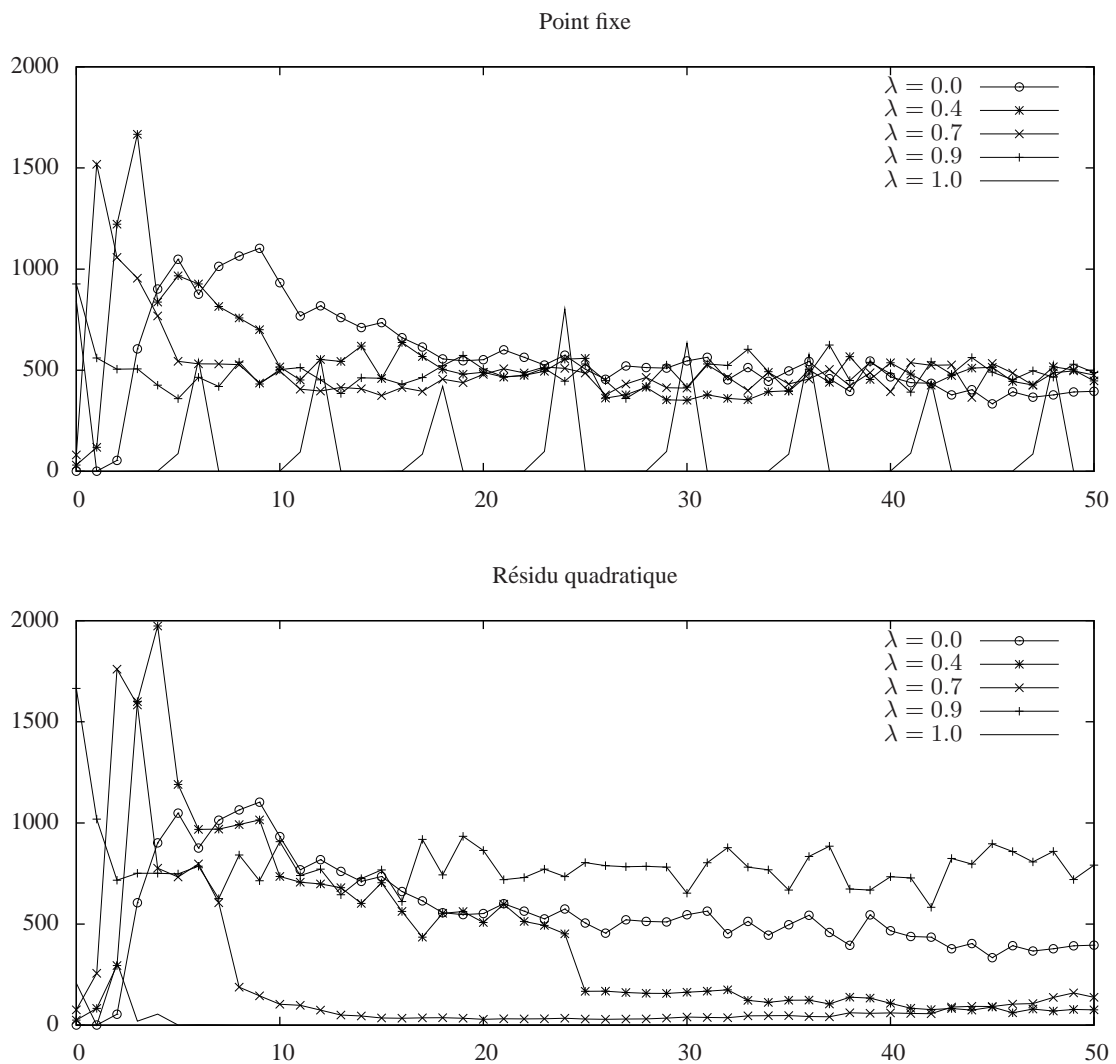 Point fixe
2000
1500
1000
500
0
0 10 20 30 40 50
λ = 0.0
λ = 0.4
λ = 0.7
λ = 0.9
λ = 1.0
Résidu quadratique
2000
1500
1000
500
0
0 10 20 30 40 50
λ = 0.0
λ = 0.4
λ = 0.7
λ = 0.9
λ = 1.0